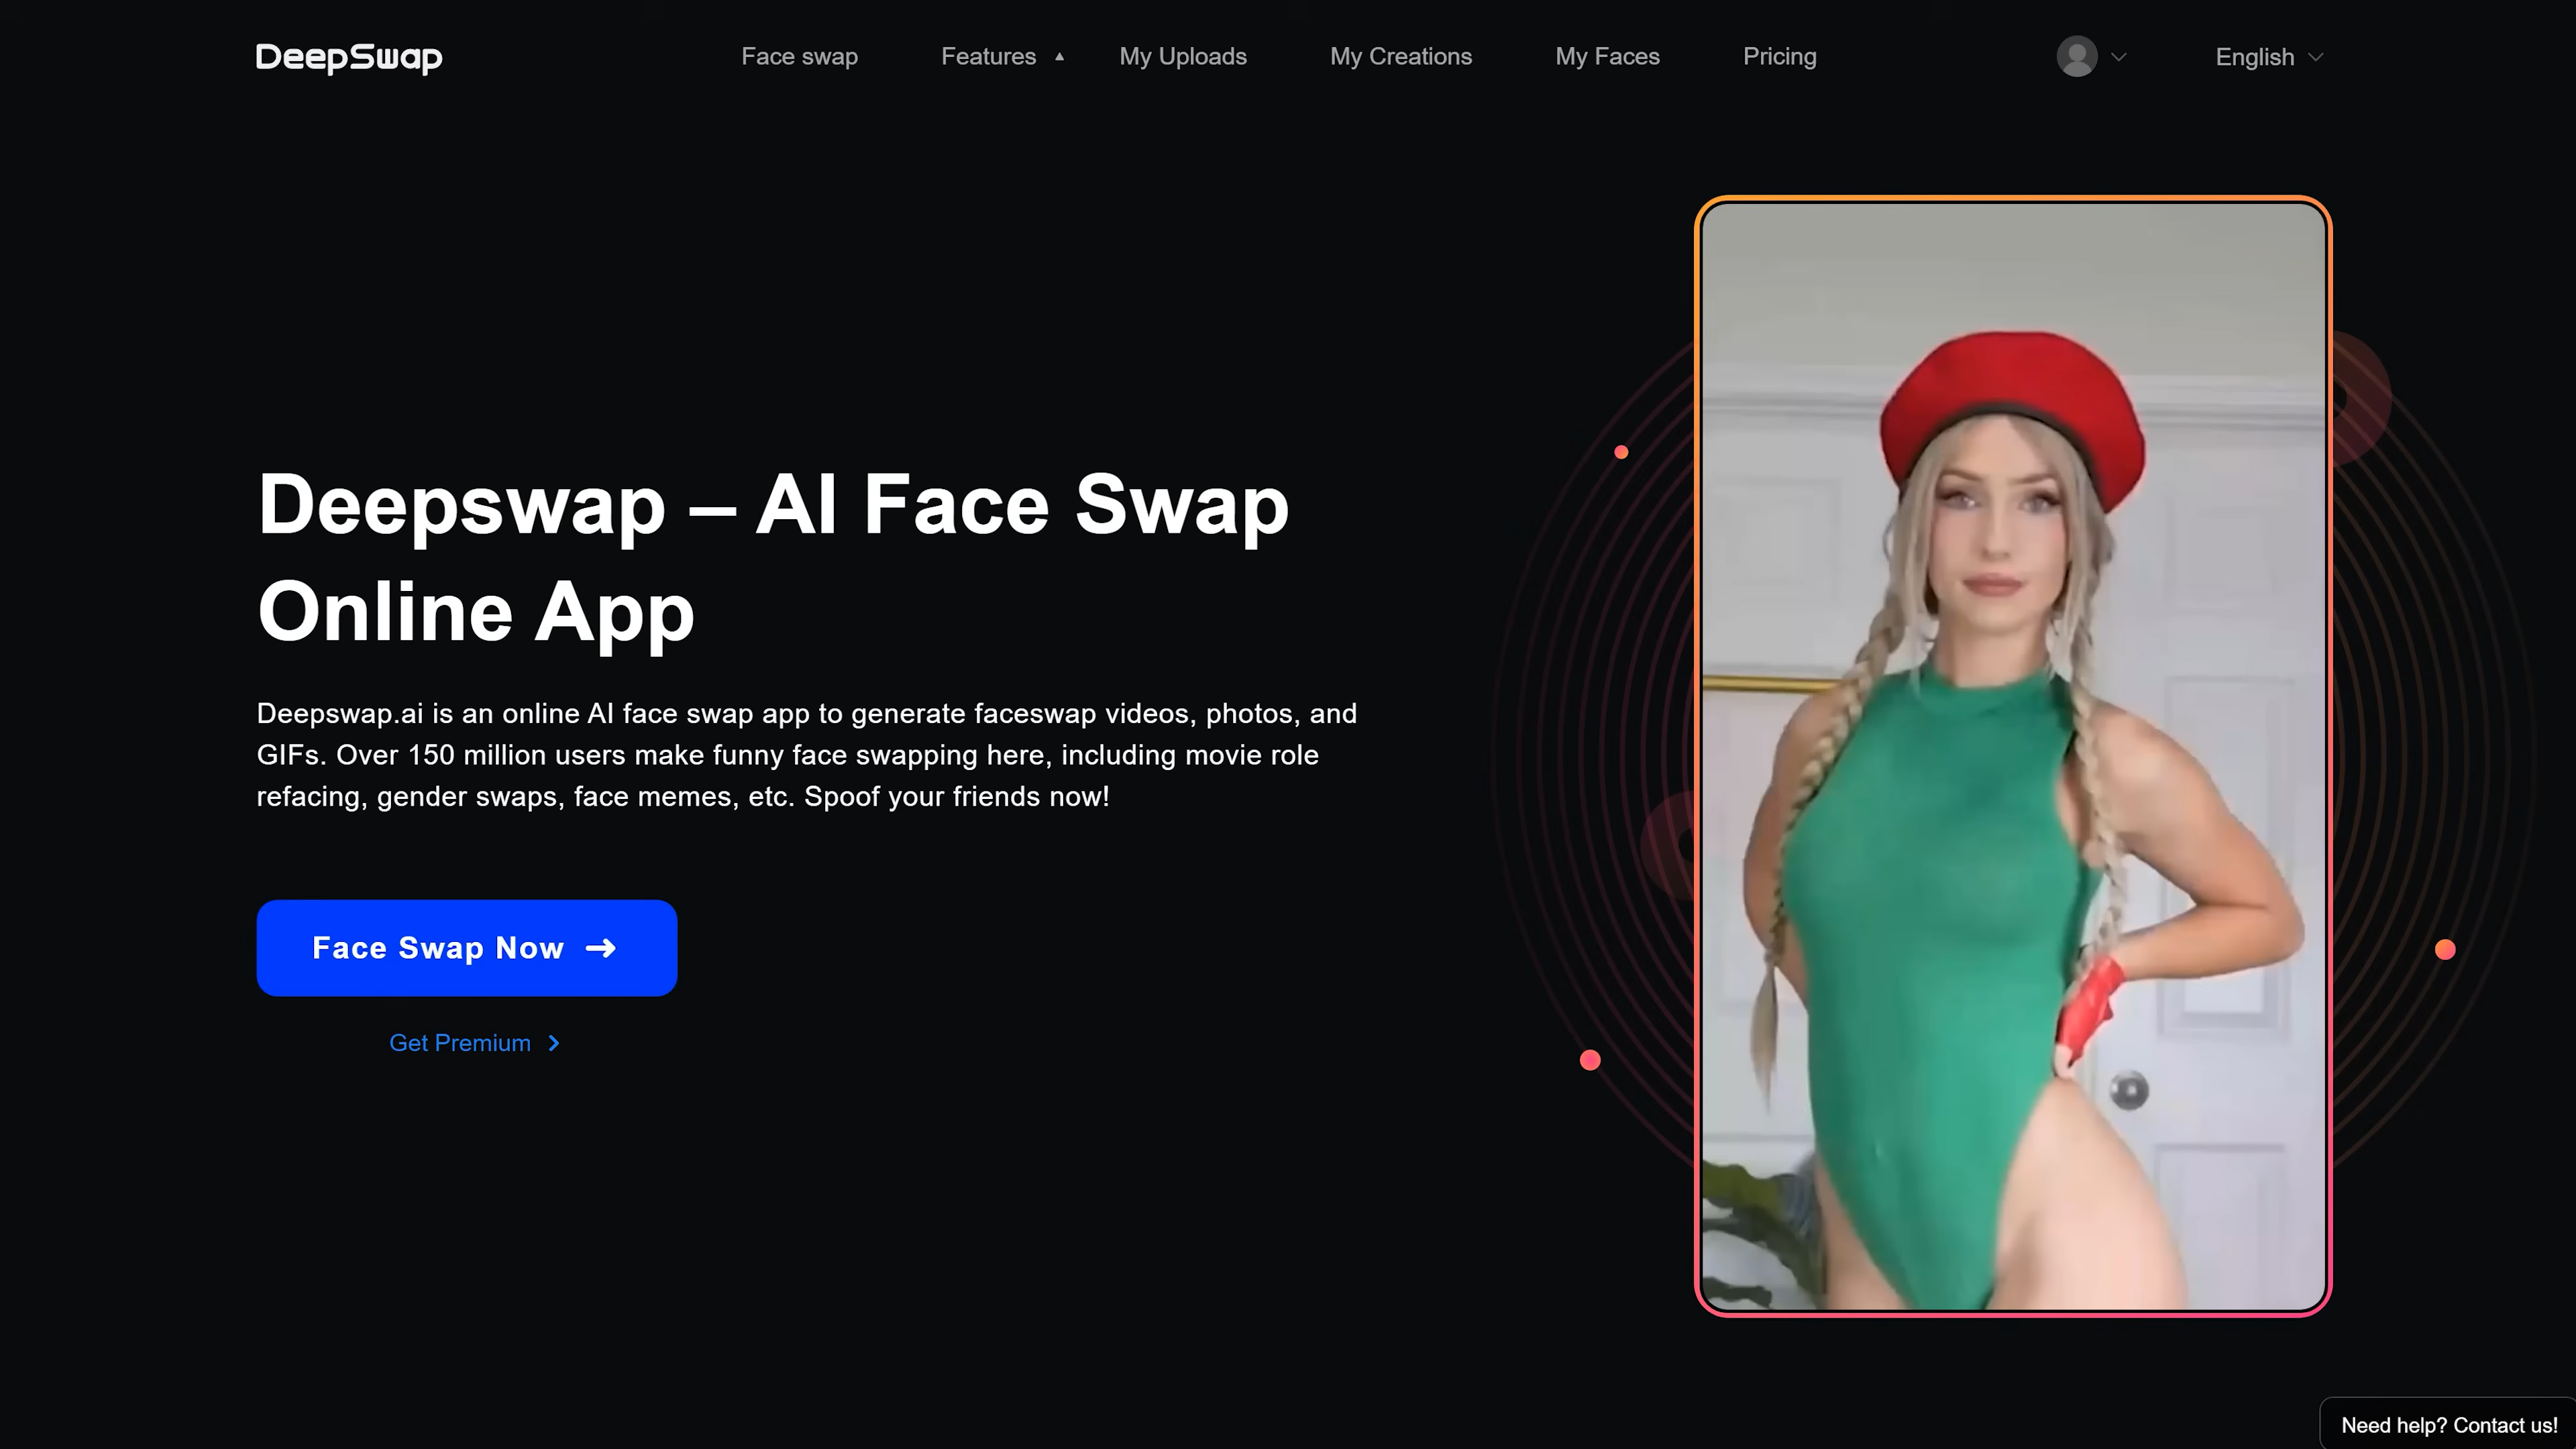 DeepSwap
Face swap
Features
My Uploads
My Creations
My Faces
Pricing
English
Deepswap – AI Face Swap
Online App
Deepswap.ai is an online AI face swap app to generate faceswap videos, photos, and
GIFs. Over 150 million users make funny face swapping here, including movie role
refacing, gender swaps, face memes, etc. Spoof your friends now!
Face Swap Now
Get Premium
Need help? Contact us!